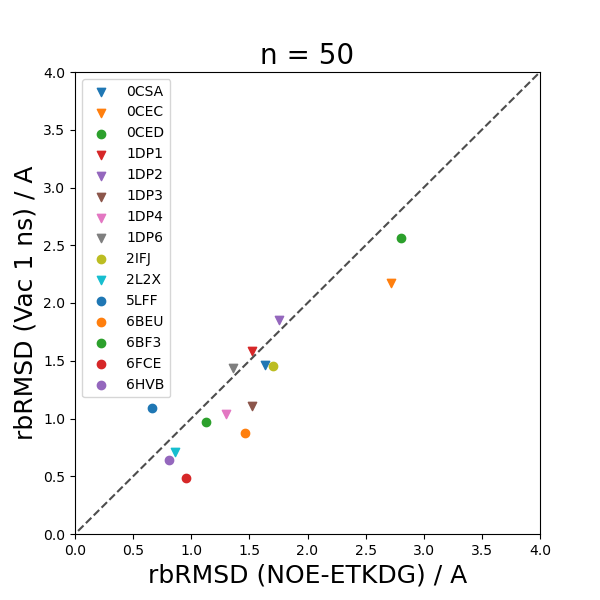 n = 50
4.0
3.5
3.0
2.5
2.0
1.5
1.0
0.5
0.0
rbRMSD (Vac 1 ns) / A
0CSA
0CEC
0CED
1DP1
1DP2
1DP3
1DP4
1DP6
2IFJ
2L2X
5LFF
6BEU
6BF3
6FCE
6HVB
0.0 0.5 1.0 1.5 2.0 2.5 3.0 3.5 4.0
rbRMSD (NOE-ETKDG) / A